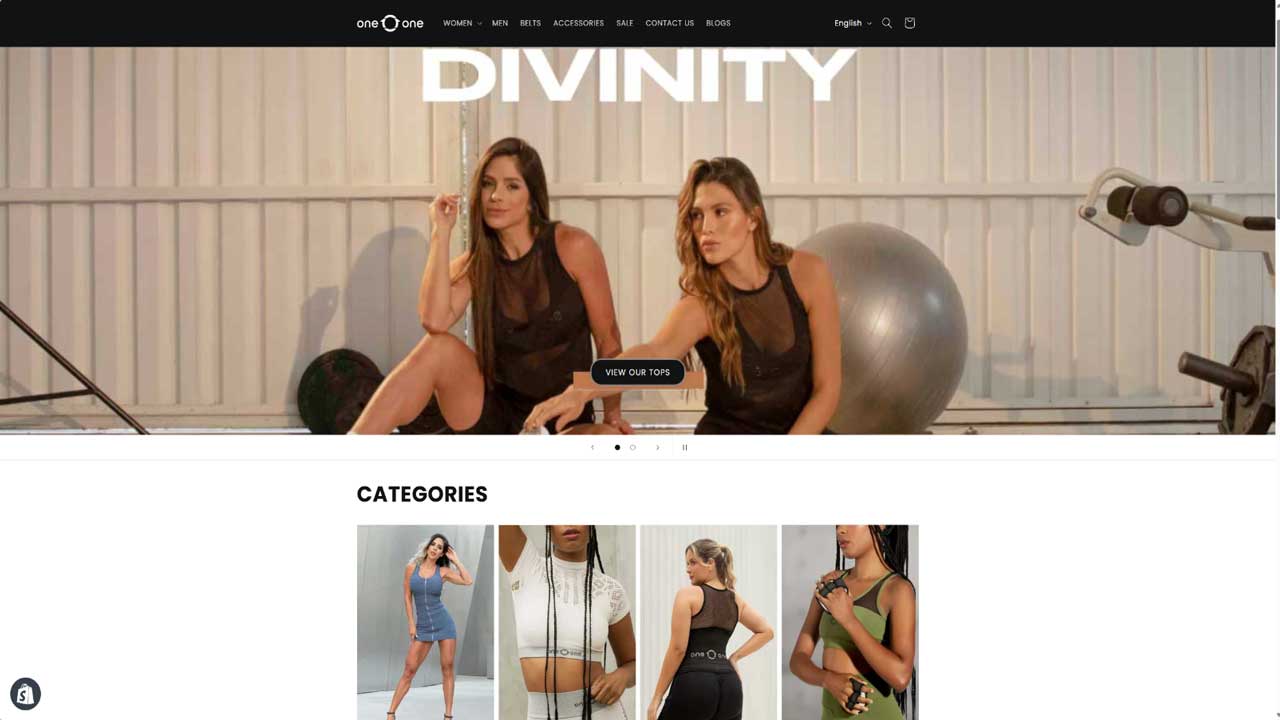 one one WOMEN MEN BELTS ACCESSORIES SALE CONTACT US BLOGS English
DIVINITY
VIEW OUR TOPS
CATEGORIES
one one
one one